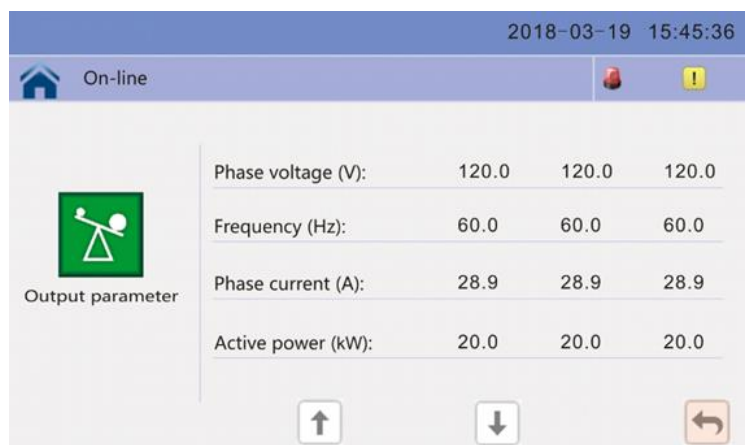 2018-03-19 15:45:36
On-line
Phase voltage (V): 120.0 120.0 120.0
Frequency (Hz): 60.0 60.0 60.0
Output parameter
Phase current (A): 28.9 28.9 28.9
Active power (kW): 20.0 20.0 20.0